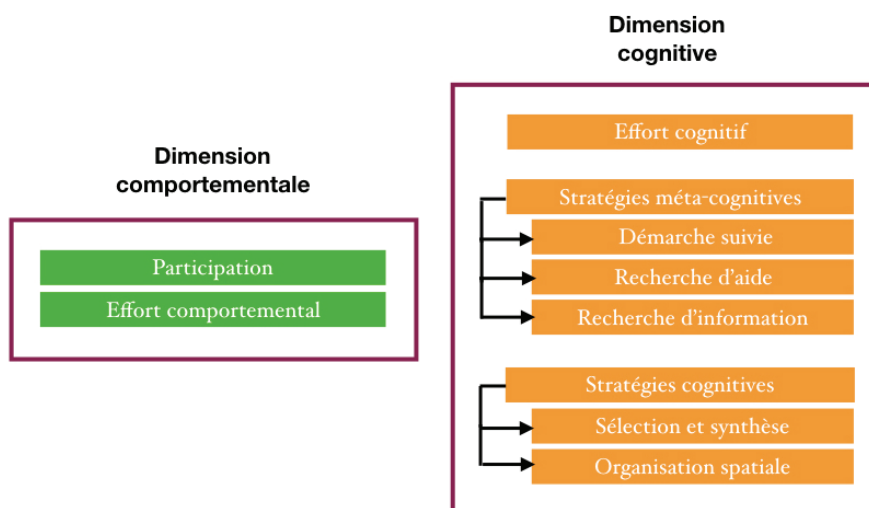 Dimension
comportementale
Participation
Effort comportemental
Dimension
cognitive
Effort cognitif
Stratégies méta-cognitives
Démarche suivie
Recherche d'aide
Recherche d'information
Stratégies cognitives
Sélection et synthèse
Organisation spatiale